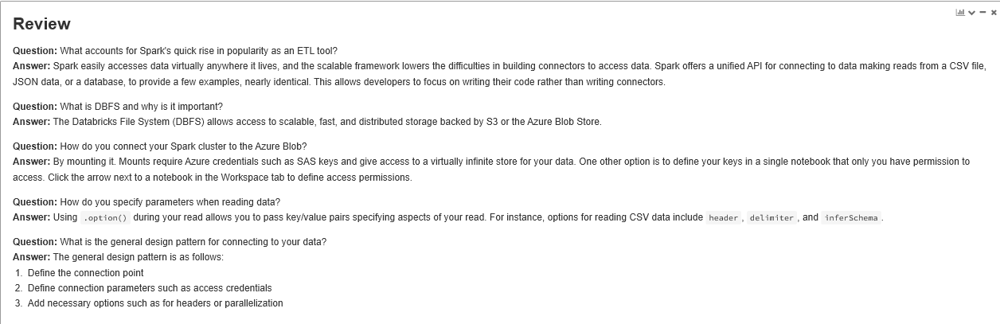 Review
Question: What accounts for Spark's quick rise in popularity as an ETL tool?
Answer: Spark easily accesses data virtually anywhere it lives, and the scalable framework lowers the difficulties in building connectors to access data. Spark offers a unified API for connecting to data making reads from a CSV file,
JSON data, or a database, to provide a few examples, nearly identical. This allows developers to focus on writing their code rather than writing connectors.
Question: What is DBFS and why is it important?
Answer: The Databricks File System (DBFS) allows access to scalable, fast, and distributed storage backed by S3 or the Azure Blob Store.
Question: How do you connect your Spark cluster to the Azure Blob?
Answer: By mounting it. Mounts require Azure credentials such as SAS keys and give access to a virtually infinite store for your data. One other option is to define your keys in a single notebook that only you have permission to
access. Click the arrow next to a notebook in the Workspace tab to define access permissions.
Question: How do you specify parameters when reading data?
Answer: Using .option() during your read allows you to pass key/value pairs specifying aspects of your read. For instance, options for reading CSV data include header, delimiter, and inferSchema.
Question: What is the general design pattern for connecting to your data?
Answer: The general design pattern is as follows:
1. Define the connection point
2. Define connection parameters such as access credentials
3. Add necessary options such as for headers or parallelization